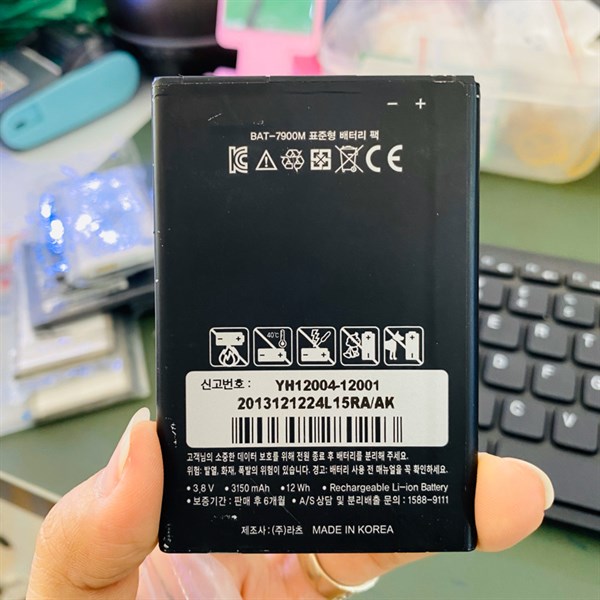 − +
BAT-7900M 표준형 배터리 팩
40℃
신고번호 : YH12004-12001
2013121224L15RA/AK
고객님의 소중한 데이터 보호를 위해 전원 종료 후 배터리를 분리하십시오.
위험: 발열, 화재, 폭발의 위험이 있습니다. 경고: 배터리 사용 전 매뉴얼을 꼭 확인하세요.
• 3.8 V • 3150 mAh • 12 Wh • Rechargeable Li-ion Battery
• 보증기간 : 판매 후 6개월 • A/S상담 및 분리배출 문의 : 1588-9111
제조사 : (주)라츠 MADE IN KOREA